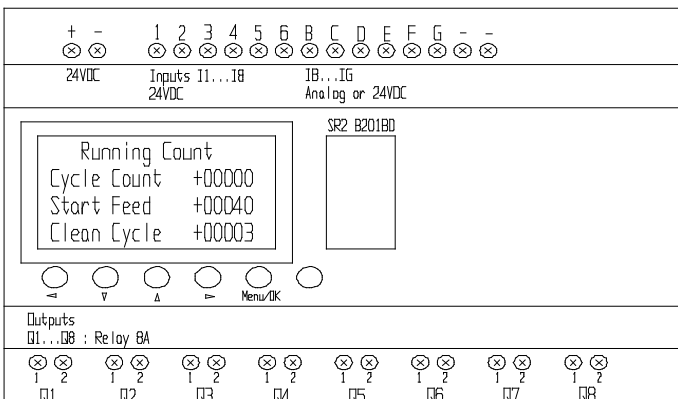 + - 1 2 3 4 5 6 B C D E F G - -
24VDC Inputs I1...I8 IB...IG
24VDC Analog or 24VDC
SR2 B201BD
Running Count
Cycle Count +00000
Start Feed +00040
Clean Cycle +00003
Menu/OK
Outputs
Q1...Q8 : Relay 8A
1 2 1 2 1 2 1 2 1 2 1 2 1 2 1 2
Q1 Q2 Q3 Q4 Q5 Q6 Q7 Q8